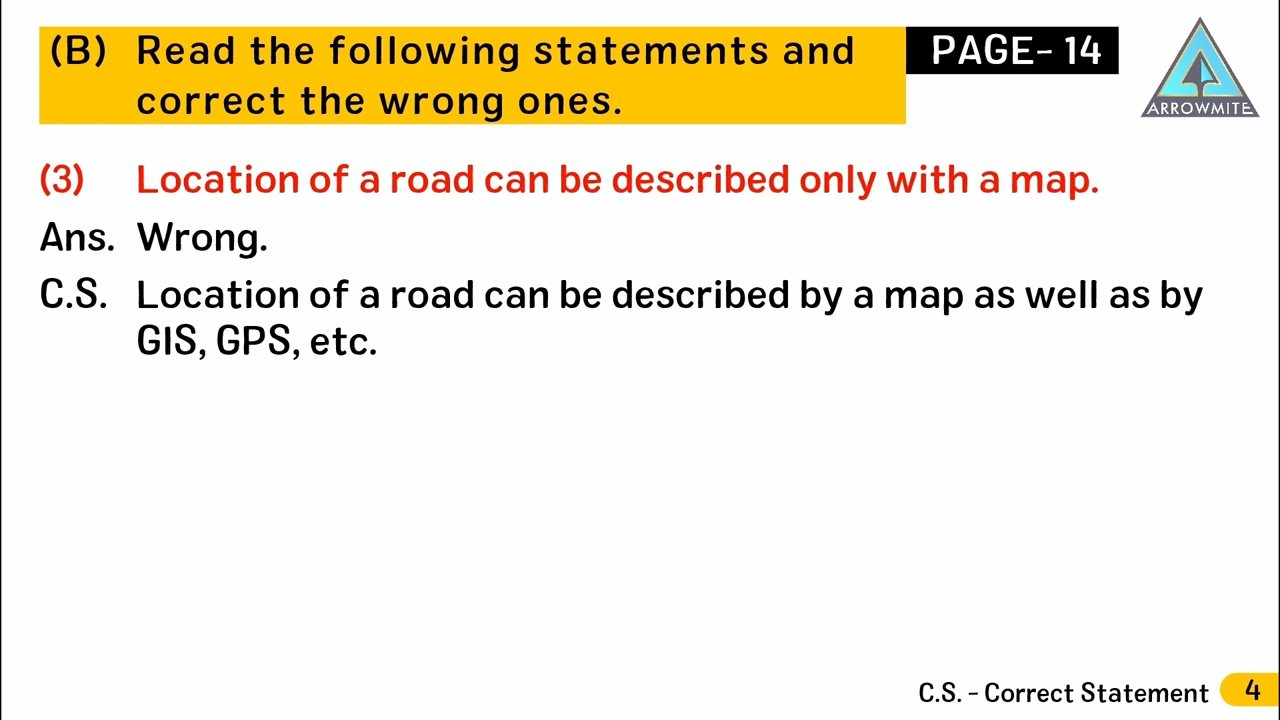 (B) Read the following statements and
correct the wrong ones.
PAGE- 14
ARROWMITE
(3) Location of a road can be described only with a map.
Ans. Wrong.
C.S. Location of a road can be described by a map as well as by
GIS, GPS, etc.
C.S. - Correct Statement 4